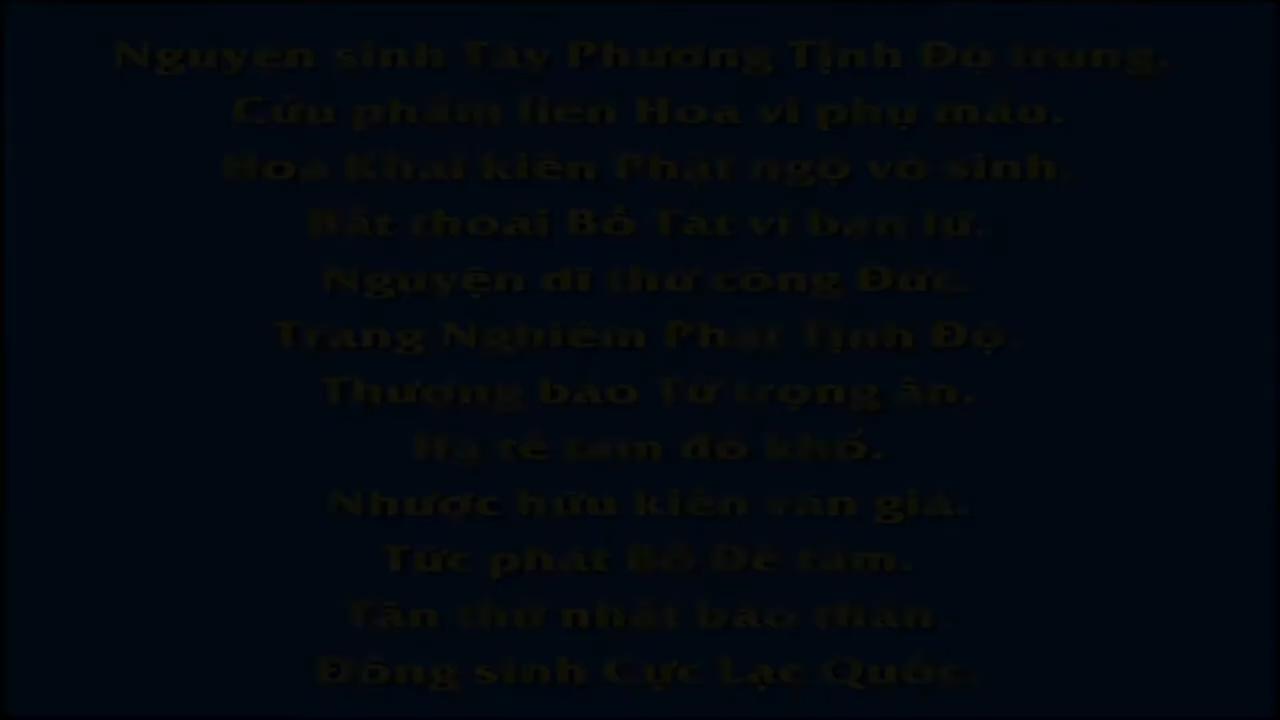 Nguyện sinh Tây Phương Tịnh Độ trung.
Cửu phẩm liên Hoa vi phụ mẫu.
Hoa Khai kiến Phật ngộ vô sinh.
Bất thoái Bồ Tát vi bạn lữ.
Nguyện dĩ thử công Đức.
Trang Nghiêm Phật Tịnh Độ.
Thượng báo Tứ trọng ân.
Hạ tế tam đồ khổ.
Nhược hữu kiến văn giả.
Tức phát Bồ Đề tâm.
Tận thử nhất báo thân
Đồng sinh Cực Lạc Quốc.